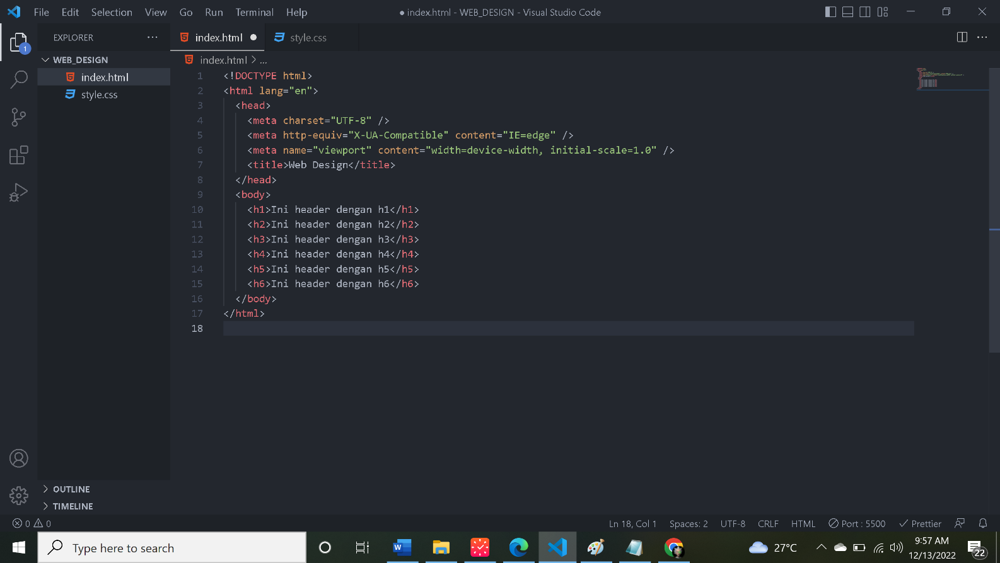 File Edit Selection View Go Run Terminal Help
● index.html - WEB_DESIGN - Visual Studio Code
EXPLORER ···
index.html ●
style.css
WEB_DESIGN
index.html
style.css
index.html > ...
1 <!DOCTYPE html>
2 <html lang="en">
3 <head>
4 <meta charset="UTF-8" />
5 <meta http-equiv="X-UA-Compatible" content="IE=edge" />
6 <meta name="viewport" content="width=device-width, initial-scale=1.0" />
7 <title>Web Design</title>
8 </head>
9 <body>
10 <h1>Ini header dengan h1</h1>
11 <h2>Ini header dengan h2</h2>
12 <h3>Ini header dengan h3</h3>
13 <h4>Ini header dengan h4</h4>
14 <h5>Ini header dengan h5</h5>
15 <h6>Ini header dengan h6</h6>
16 </body>
17 </html>
18
1
OUTLINE
TIMELINE
0 0
Ln 18, Col 1 Spaces: 2 UTF-8 CRLF HTML Port : 5500 Prettier
Type here to search
W
27°C
9:57 AM
12/13/2022
22